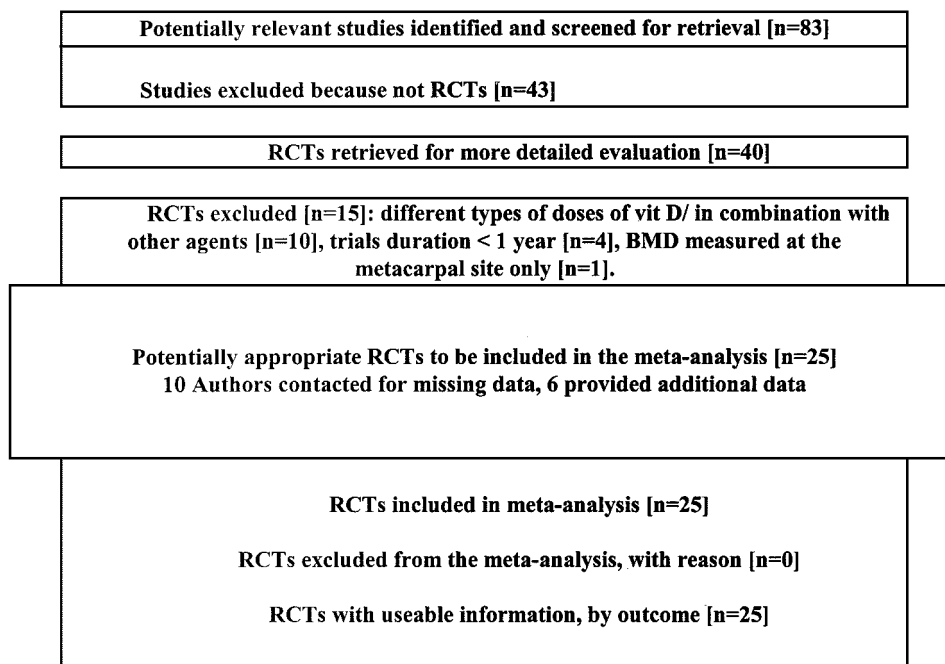 Potentially relevant studies identified and screened for retrieval [n=83]
Studies excluded because not RCTs [n=43]
RCTs retrieved for more detailed evaluation [n=40]
RCTs excluded [n=15]: different types of doses of vit D/ in combination with
other agents [n=10], trials duration < 1 year [n=4], BMD measured at the
metacarpal site only [n=1].
Potentially appropriate RCTs to be included in the meta-analysis [n=25]
10 Authors contacted for missing data, 6 provided additional data
RCTs included in meta-analysis [n=25]
RCTs excluded from the meta-analysis, with reason [n=0]
RCTs with useable information, by outcome [n=25]